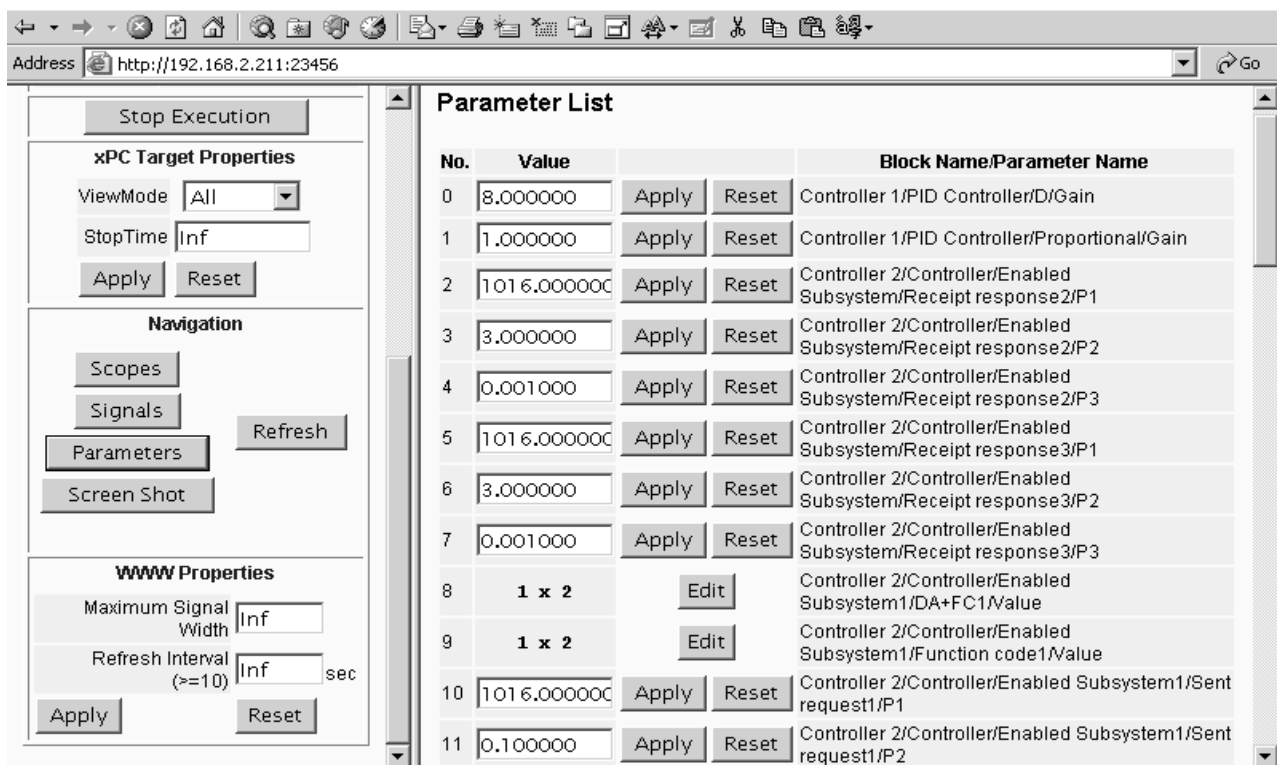 Address http://192.168.2.211:23456 Go
Stop Execution
xPC Target Properties
ViewMode All
StopTime Inf
Apply Reset
Navigation
Scopes
Signals
Refresh
Parameters
Screen Shot
WWW Properties
Maximum Signal
Width Inf
Refresh Interval
(>=10) Inf sec
Apply Reset
Parameter List
No. Value Block Name/Parameter Name
0 8.000000 Apply Reset Controller 1/PID Controller/D/Gain
1 1.000000 Apply Reset Controller 1/PID Controller/Proportional/Gain
2 1016.000000 Apply Reset Controller 2/Controller/Enabled
Subsystem/Receipt response2/P1
3 3.000000 Apply Reset Controller 2/Controller/Enabled
Subsystem/Receipt response2/P2
4 0.001000 Apply Reset Controller 2/Controller/Enabled
Subsystem/Receipt response2/P3
5 1016.000000 Apply Reset Controller 2/Controller/Enabled
Subsystem/Receipt response3/P1
6 3.000000 Apply Reset Controller 2/Controller/Enabled
Subsystem/Receipt response3/P2
7 0.001000 Apply Reset Controller 2/Controller/Enabled
Subsystem/Receipt response3/P3
8 1 x 2 Edit Controller 2/Controller/Enabled
Subsystem1/DA+FC1/Value
9 1 x 2 Edit Controller 2/Controller/Enabled
Subsystem1/Function code1/Value
10 1016.000000 Apply Reset Controller 2/Controller/Enabled Subsystem1/Sent
request1/P1
11 0.100000 Apply Reset Controller 2/Controller/Enabled Subsystem1/Sent
request1/P2